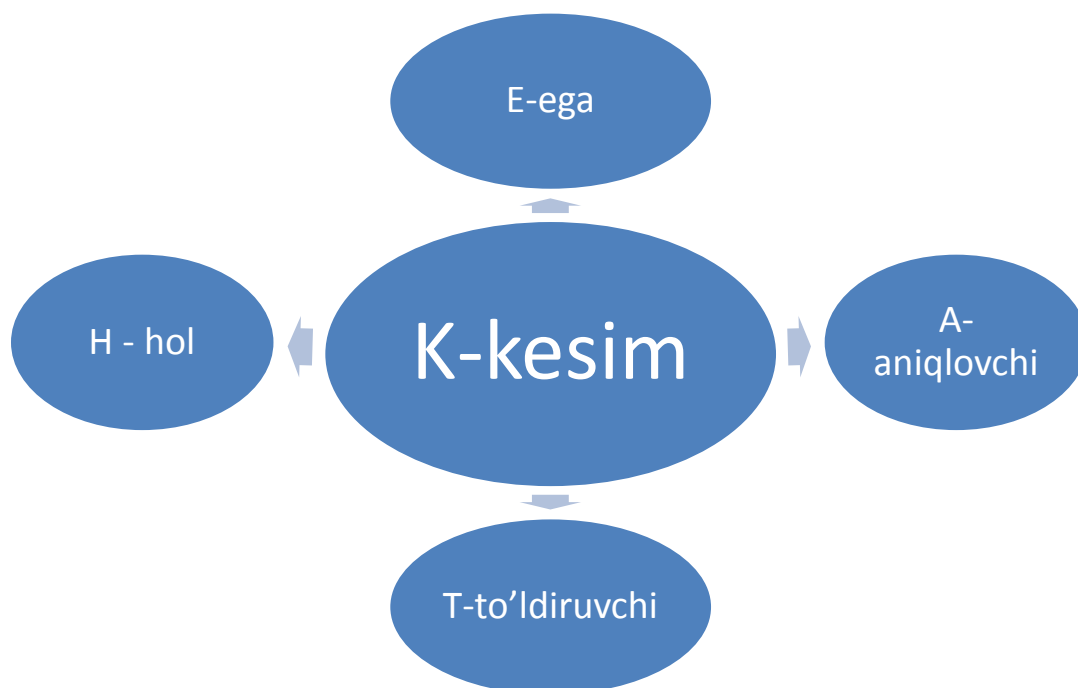 E-ega
H - hol
K-kesim
A-
aniqlovchi
T-to’ldiruvchi